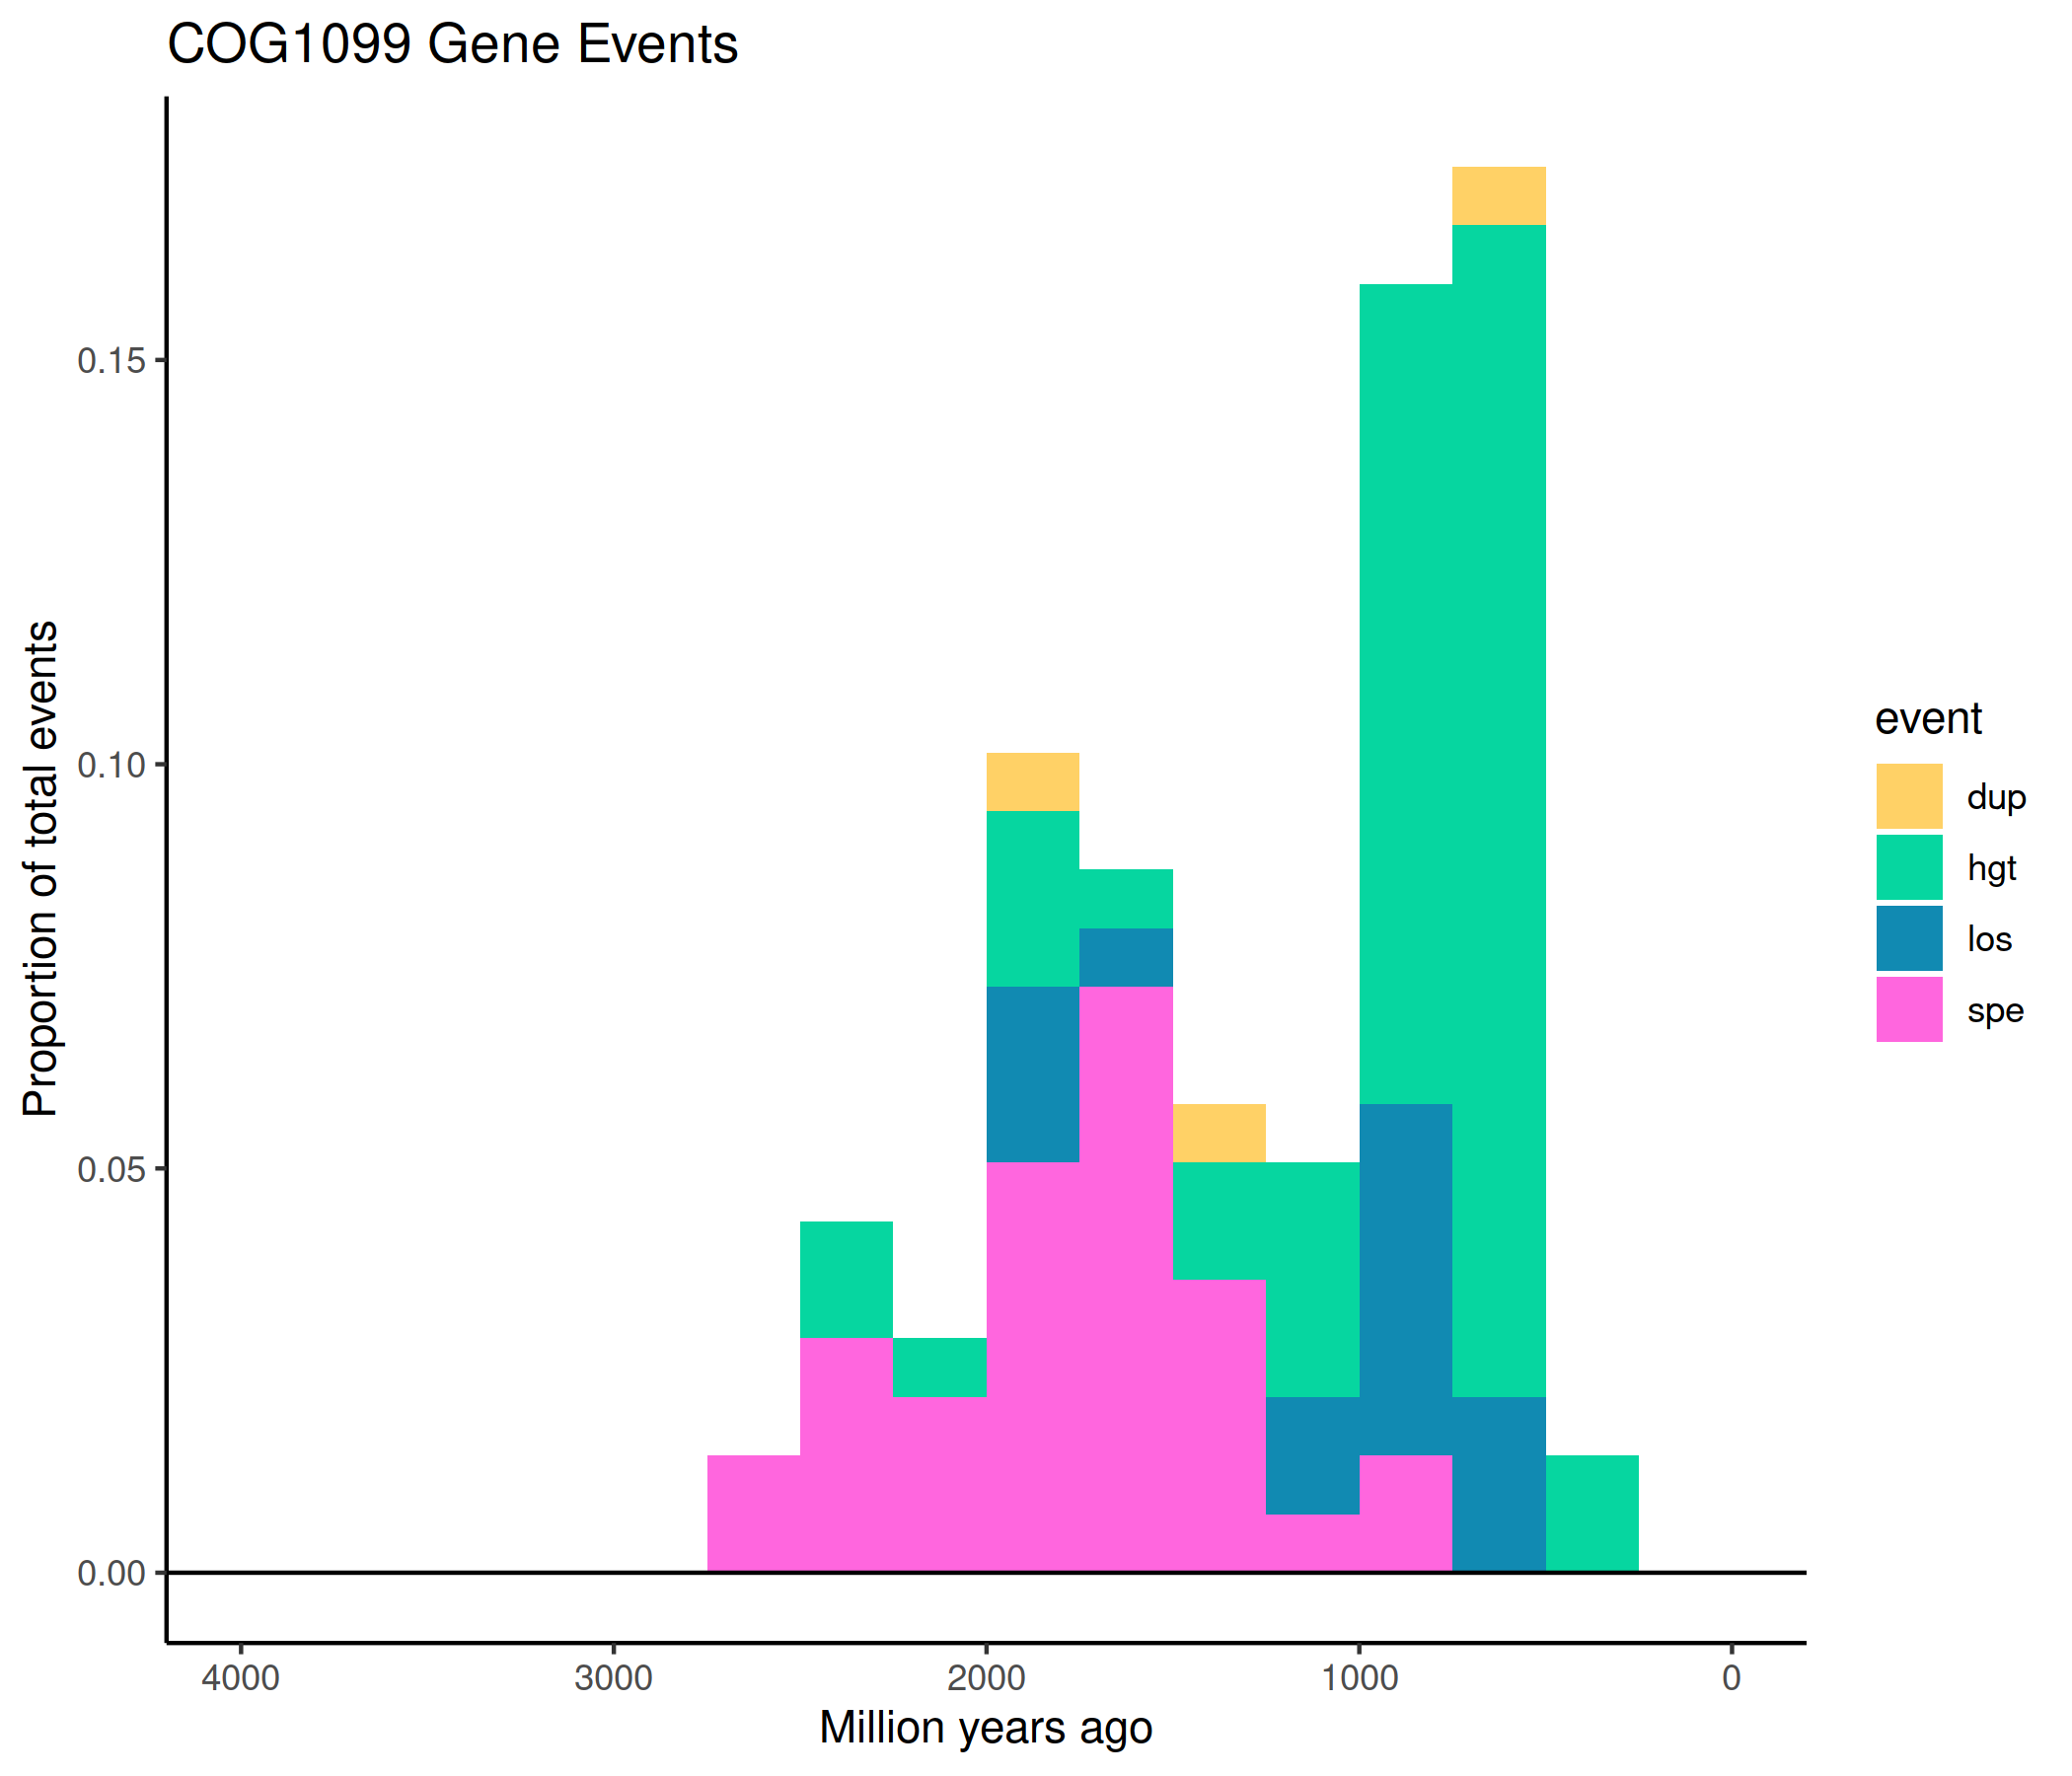 COG1099 Gene Events
Proportion of total events
0.15
0.10
0.05
0.00
4000 3000 2000 1000 0
Million years ago
event
dup
hgt
los
spe